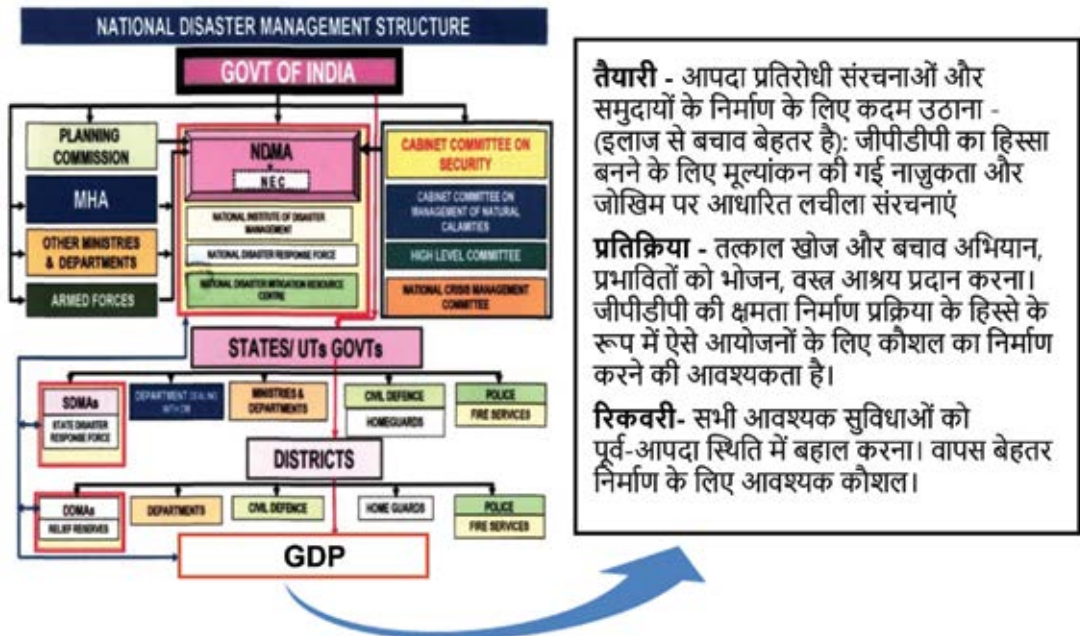 NATIONAL DISASTER MANAGEMENT STRUCTURE
GOVT OF INDIA
PLANNING
COMMISSION
MHA
OTHER MINISTRIES
& DEPARTMENTS
ARMED FORCES
NDMA
NEC
NATIONAL INSTITUTE OF DISASTER
MANAGEMENT
NATIONAL DISASTER RESPONSE FORCE
NATIONAL DISASTER MITIGATION RESOURCE
CENTRE
CABINET COMMITTEE ON
SECURITY
CABINET COMMITTEE ON
MANAGEMENT OF NATURAL
CALAMITIES
HIGH LEVEL COMMITTEE
NATIONAL CRISIS MANAGEMENT
COMMITTEE
STATES/ UTs GOVTs
SDMAs
STATE DISASTER
RESPONSE FORCE
DEPARTMENT DEALING
WITH DM
MINISTRIES &
DEPARTMENTS
CIVIL DEFENCE
HOMEGUARDS
POLICE
FIRE SERVICES
DISTRICTS
DDMAs
RELIEF RESERVES
DEPARTMENTS
CIVIL DEFENCE
HOME GUARDS
POLICE
FIRE SERVICES
GDP
तैयारी - आपदा प्रतिरोधी संरचनाओं और
समुदायों के निर्माण के लिए कदम उठाना -
(इलाज से बचाव बेहतर है): जीपीडीपी का हिस्सा
बनने के लिए मूल्यांकन की गई नाज़ुकता और
जोखिम पर आधारित लचीला संरचनाएं
प्रतिक्रिया - तत्काल खोज और बचाव अभियान,
प्रभावितों को भोजन, वस्त्र आश्रय प्रदान करना।
जीपीडीपी की क्षमता निर्माण प्रक्रिया के हिस्से के
रूप में ऐसे आयोजनों के लिए कौशल का निर्माण
करने की आवश्यकता है।
रिकवरी- सभी आवश्यक सुविधाओं को
पूर्व-आपदा स्थिति में बहाल करना। वापस बेहतर
निर्माण के लिए आवश्यक कौशल।